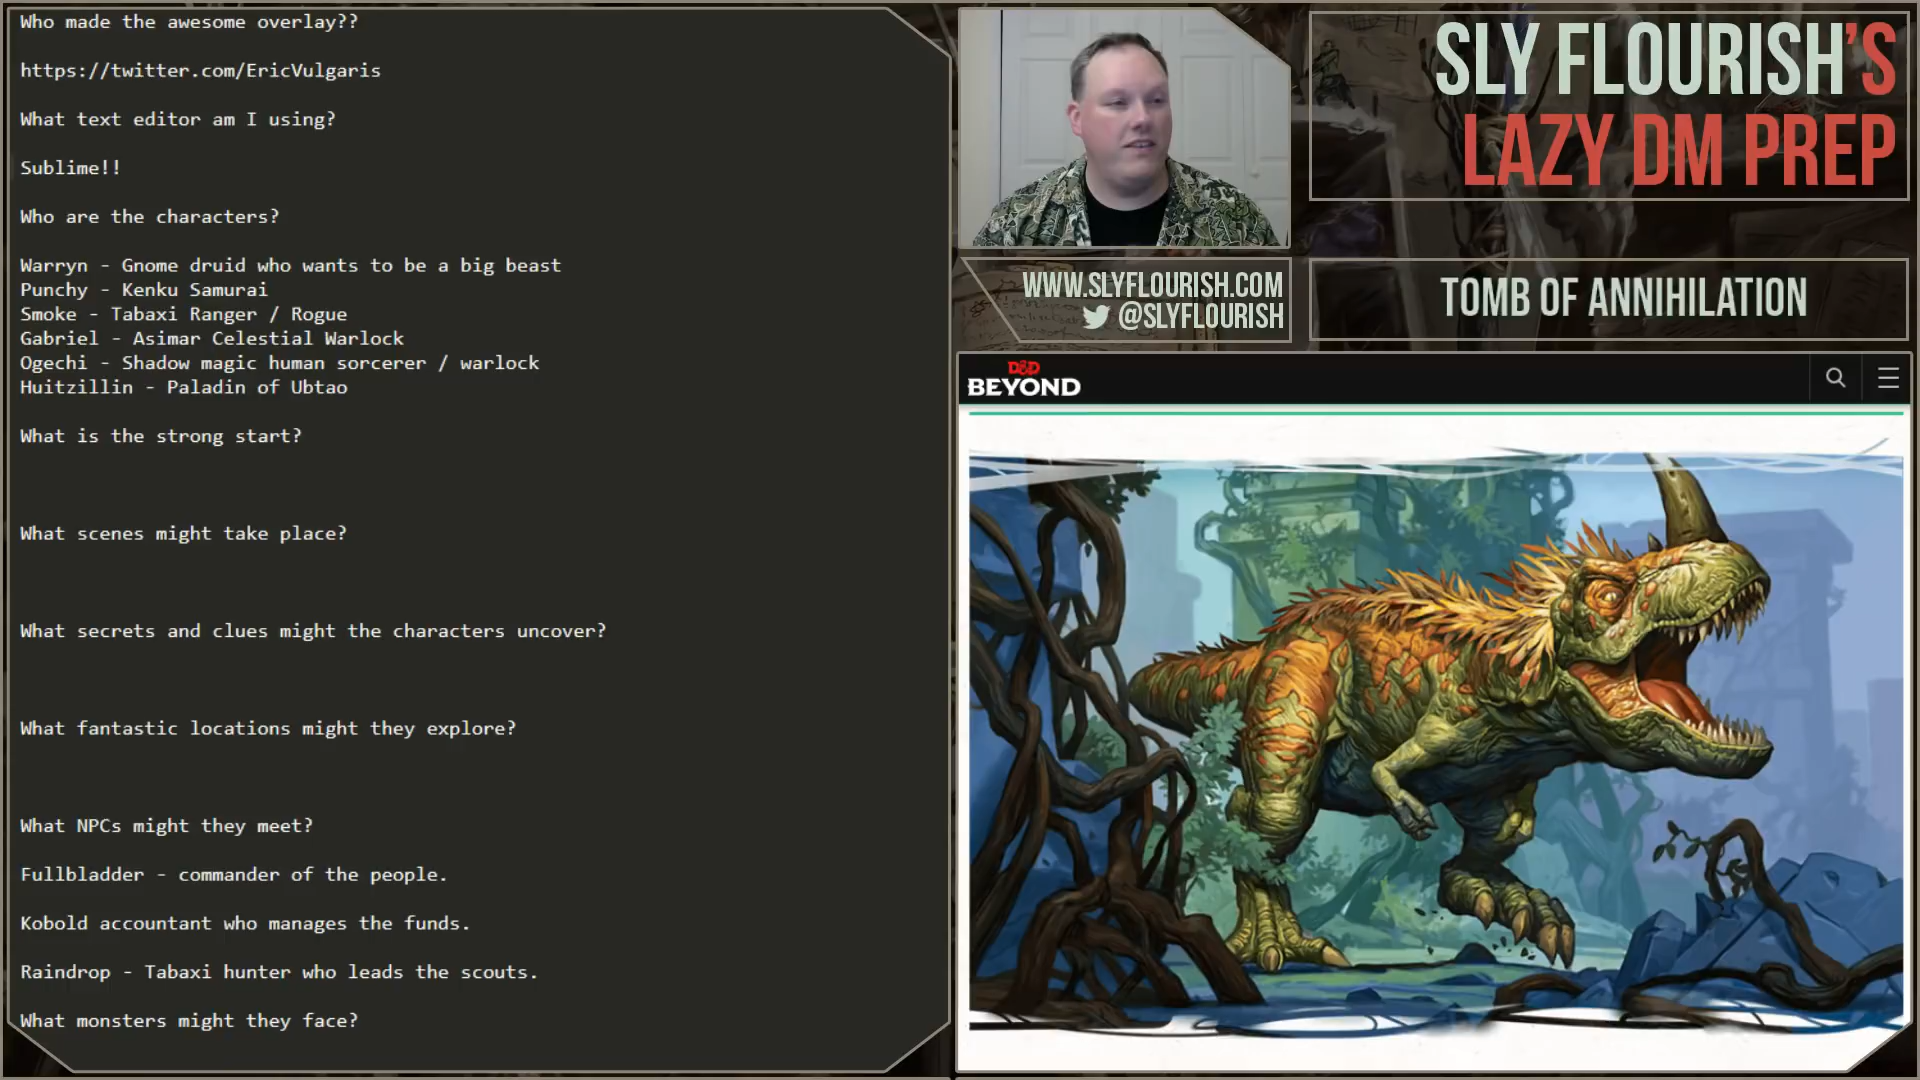 Who made the awesome overlay??
https://twitter.com/EricVulgaris
What text editor am I using?
Sublime!!
Who are the characters?
Warryn - Gnome druid who wants to be a big beast
Punchy - Kenku Samurai
Smoke - Tabaxi Ranger / Rogue
Gabriel - Asimar Celestial Warlock
Ogechi - Shadow magic human sorcerer / warlock
Huitzillin - Paladin of Ubtao
What is the strong start?
What scenes might take place?
What secrets and clues might the characters uncover?
What fantastic locations might they explore?
What NPCs might they meet?
Fullbladder - commander of the people.
Kobold accountant who manages the funds.
Raindrop - Tabaxi hunter who leads the scouts.
What monsters might they face?
SLY FLOURISH'S
LAZY DM PREP
WWW.SLYFLOURISH.COM
@SLYFLOURISH
TOMB OF ANNIHILATION
D&D
BEYOND